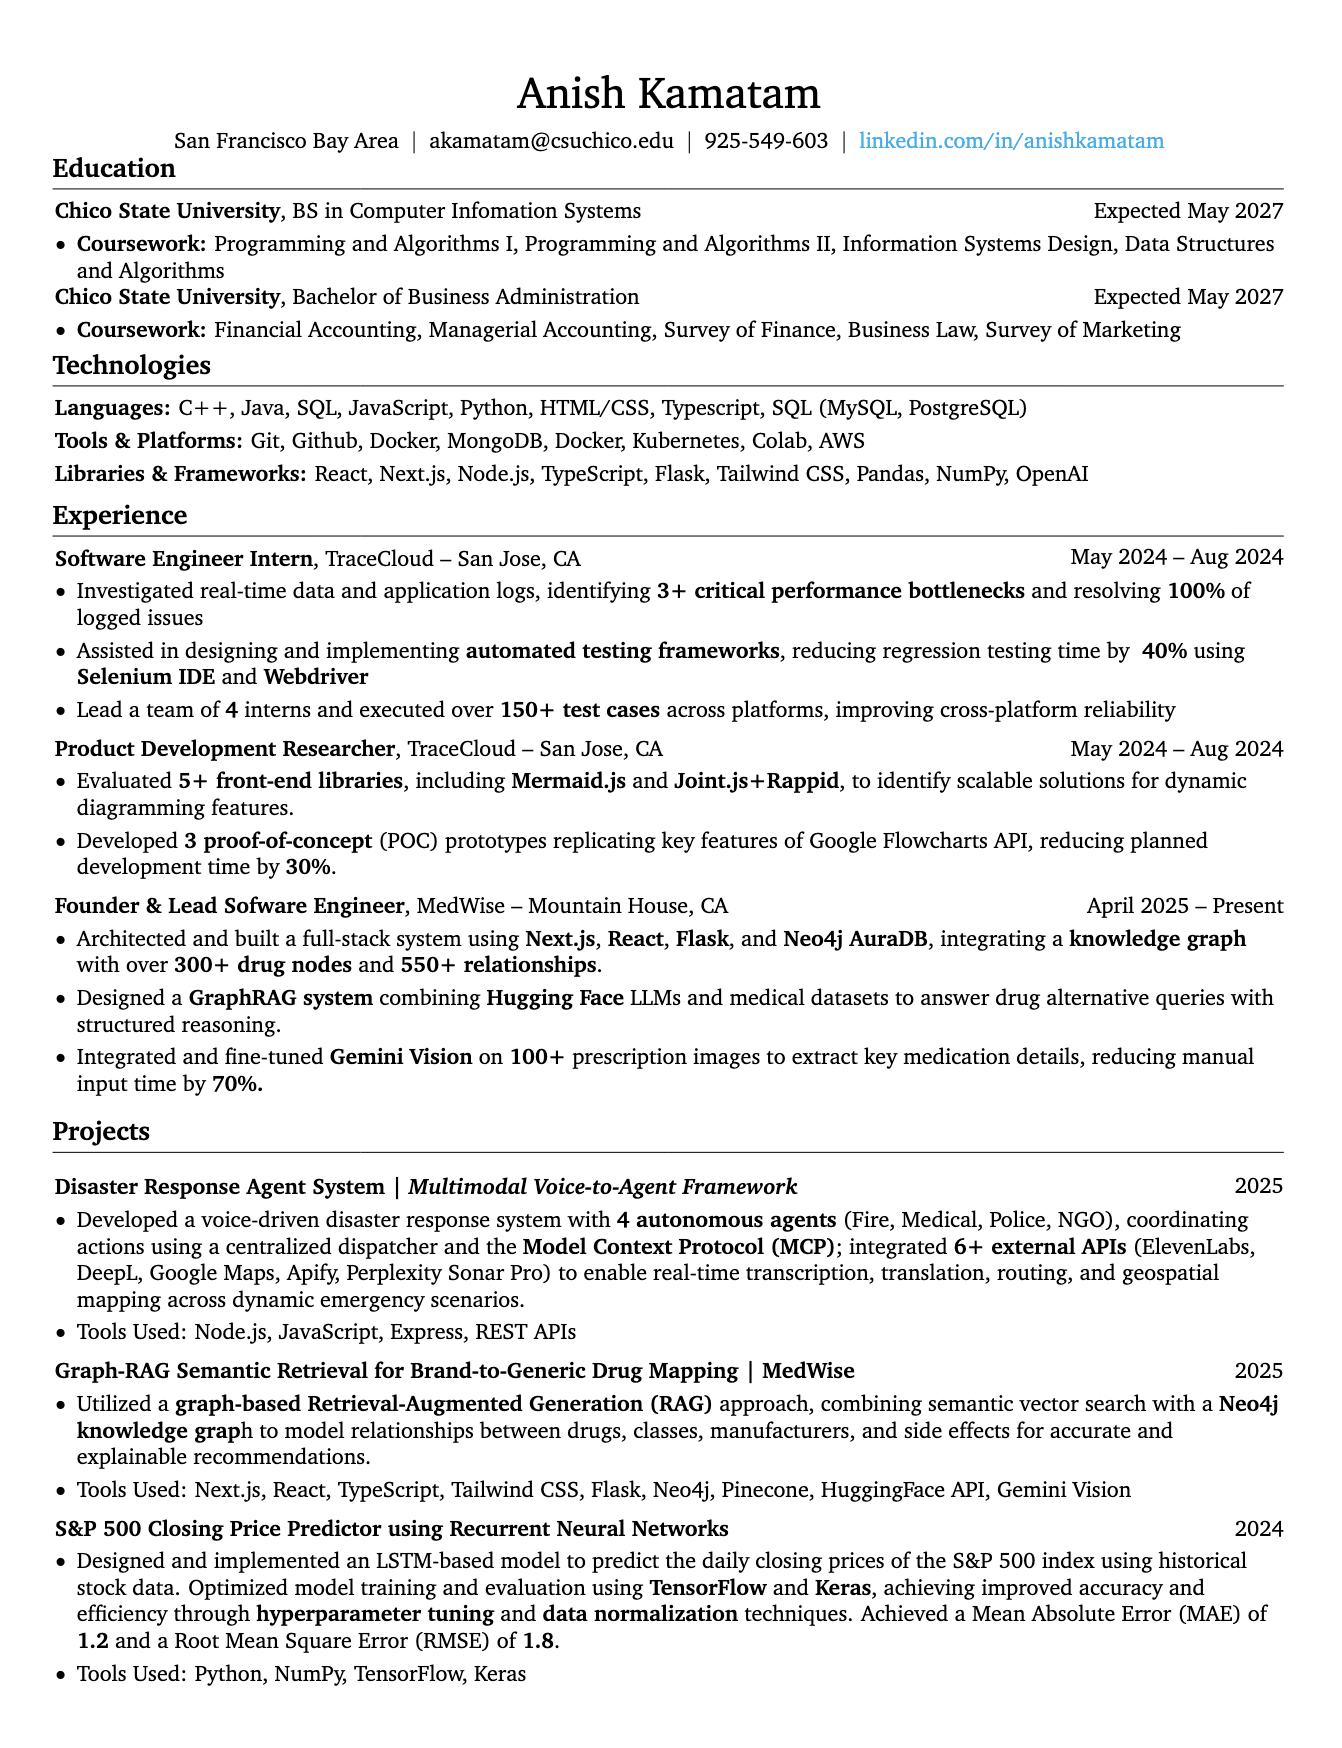 Anish Kamatam
San Francisco Bay Area | akamatam@csuchico.edu | 925-549-603 | linkedin.com/in/anishkamatam
Education
Chico State University, BS in Computer Infomation Systems Expected May 2027
• Coursework: Programming and Algorithms I, Programming and Algorithms II, Information Systems Design, Data Structures
and Algorithms
Chico State University, Bachelor of Business Administration Expected May 2027
• Coursework: Financial Accounting, Managerial Accounting, Survey of Finance, Business Law, Survey of Marketing
Technologies
Languages: C++, Java, SQL, JavaScript, Python, HTML/CSS, Typescript, SQL (MySQL, PostgreSQL)
Tools & Platforms: Git, Github, Docker, MongoDB, Docker, Kubernetes, Colab, AWS
Libraries & Frameworks: React, Next.js, Node.js, TypeScript, Flask, Tailwind CSS, Pandas, NumPy, OpenAI
Experience
Software Engineer Intern, TraceCloud – San Jose, CA May 2024 – Aug 2024
• Investigated real-time data and application logs, identifying 3+ critical performance bottlenecks and resolving 100% of
logged issues
• Assisted in designing and implementing automated testing frameworks, reducing regression testing time by 40% using
Selenium IDE and Webdriver
• Lead a team of 4 interns and executed over 150+ test cases across platforms, improving cross-platform reliability
Product Development Researcher, TraceCloud – San Jose, CA May 2024 – Aug 2024
• Evaluated 5+ front-end libraries, including Mermaid.js and Joint.js+Rappid, to identify scalable solutions for dynamic
diagramming features.
• Developed 3 proof-of-concept (POC) prototypes replicating key features of Google Flowcharts API, reducing planned
development time by 30%.
Founder & Lead Sofware Engineer, MedWise – Mountain House, CA April 2025 – Present
• Architected and built a full-stack system using Next.js, React, Flask, and Neo4j AuraDB, integrating a knowledge graph
with over 300+ drug nodes and 550+ relationships.
• Designed a GraphRAG system combining Hugging Face LLMs and medical datasets to answer drug alternative queries with
structured reasoning.
• Integrated and fine-tuned Gemini Vision on 100+ prescription images to extract key medication details, reducing manual
input time by 70%.
Projects
Disaster Response Agent System | Multimodal Voice-to-Agent Framework 2025
• Developed a voice-driven disaster response system with 4 autonomous agents (Fire, Medical, Police, NGO), coordinating
actions using a centralized dispatcher and the Model Context Protocol (MCP); integrated 6+ external APIs (ElevenLabs,
DeepL, Google Maps, Apify, Perplexity Sonar Pro) to enable real-time transcription, translation, routing, and geospatial
mapping across dynamic emergency scenarios.
• Tools Used: Node.js, JavaScript, Express, REST APIs
Graph-RAG Semantic Retrieval for Brand-to-Generic Drug Mapping | MedWise 2025
• Utilized a graph-based Retrieval-Augmented Generation (RAG) approach, combining semantic vector search with a Neo4j
knowledge graph to model relationships between drugs, classes, manufacturers, and side effects for accurate and
explainable recommendations.
• Tools Used: Next.js, React, TypeScript, Tailwind CSS, Flask, Neo4j, Pinecone, HuggingFace API, Gemini Vision
S&P 500 Closing Price Predictor using Recurrent Neural Networks 2024
• Designed and implemented an LSTM-based model to predict the daily closing prices of the S&P 500 index using historical
stock data. Optimized model training and evaluation using TensorFlow and Keras, achieving improved accuracy and
efficiency through hyperparameter tuning and data normalization techniques. Achieved a Mean Absolute Error (MAE) of
1.2 and a Root Mean Square Error (RMSE) of 1.8.
• Tools Used: Python, NumPy, TensorFlow, Keras